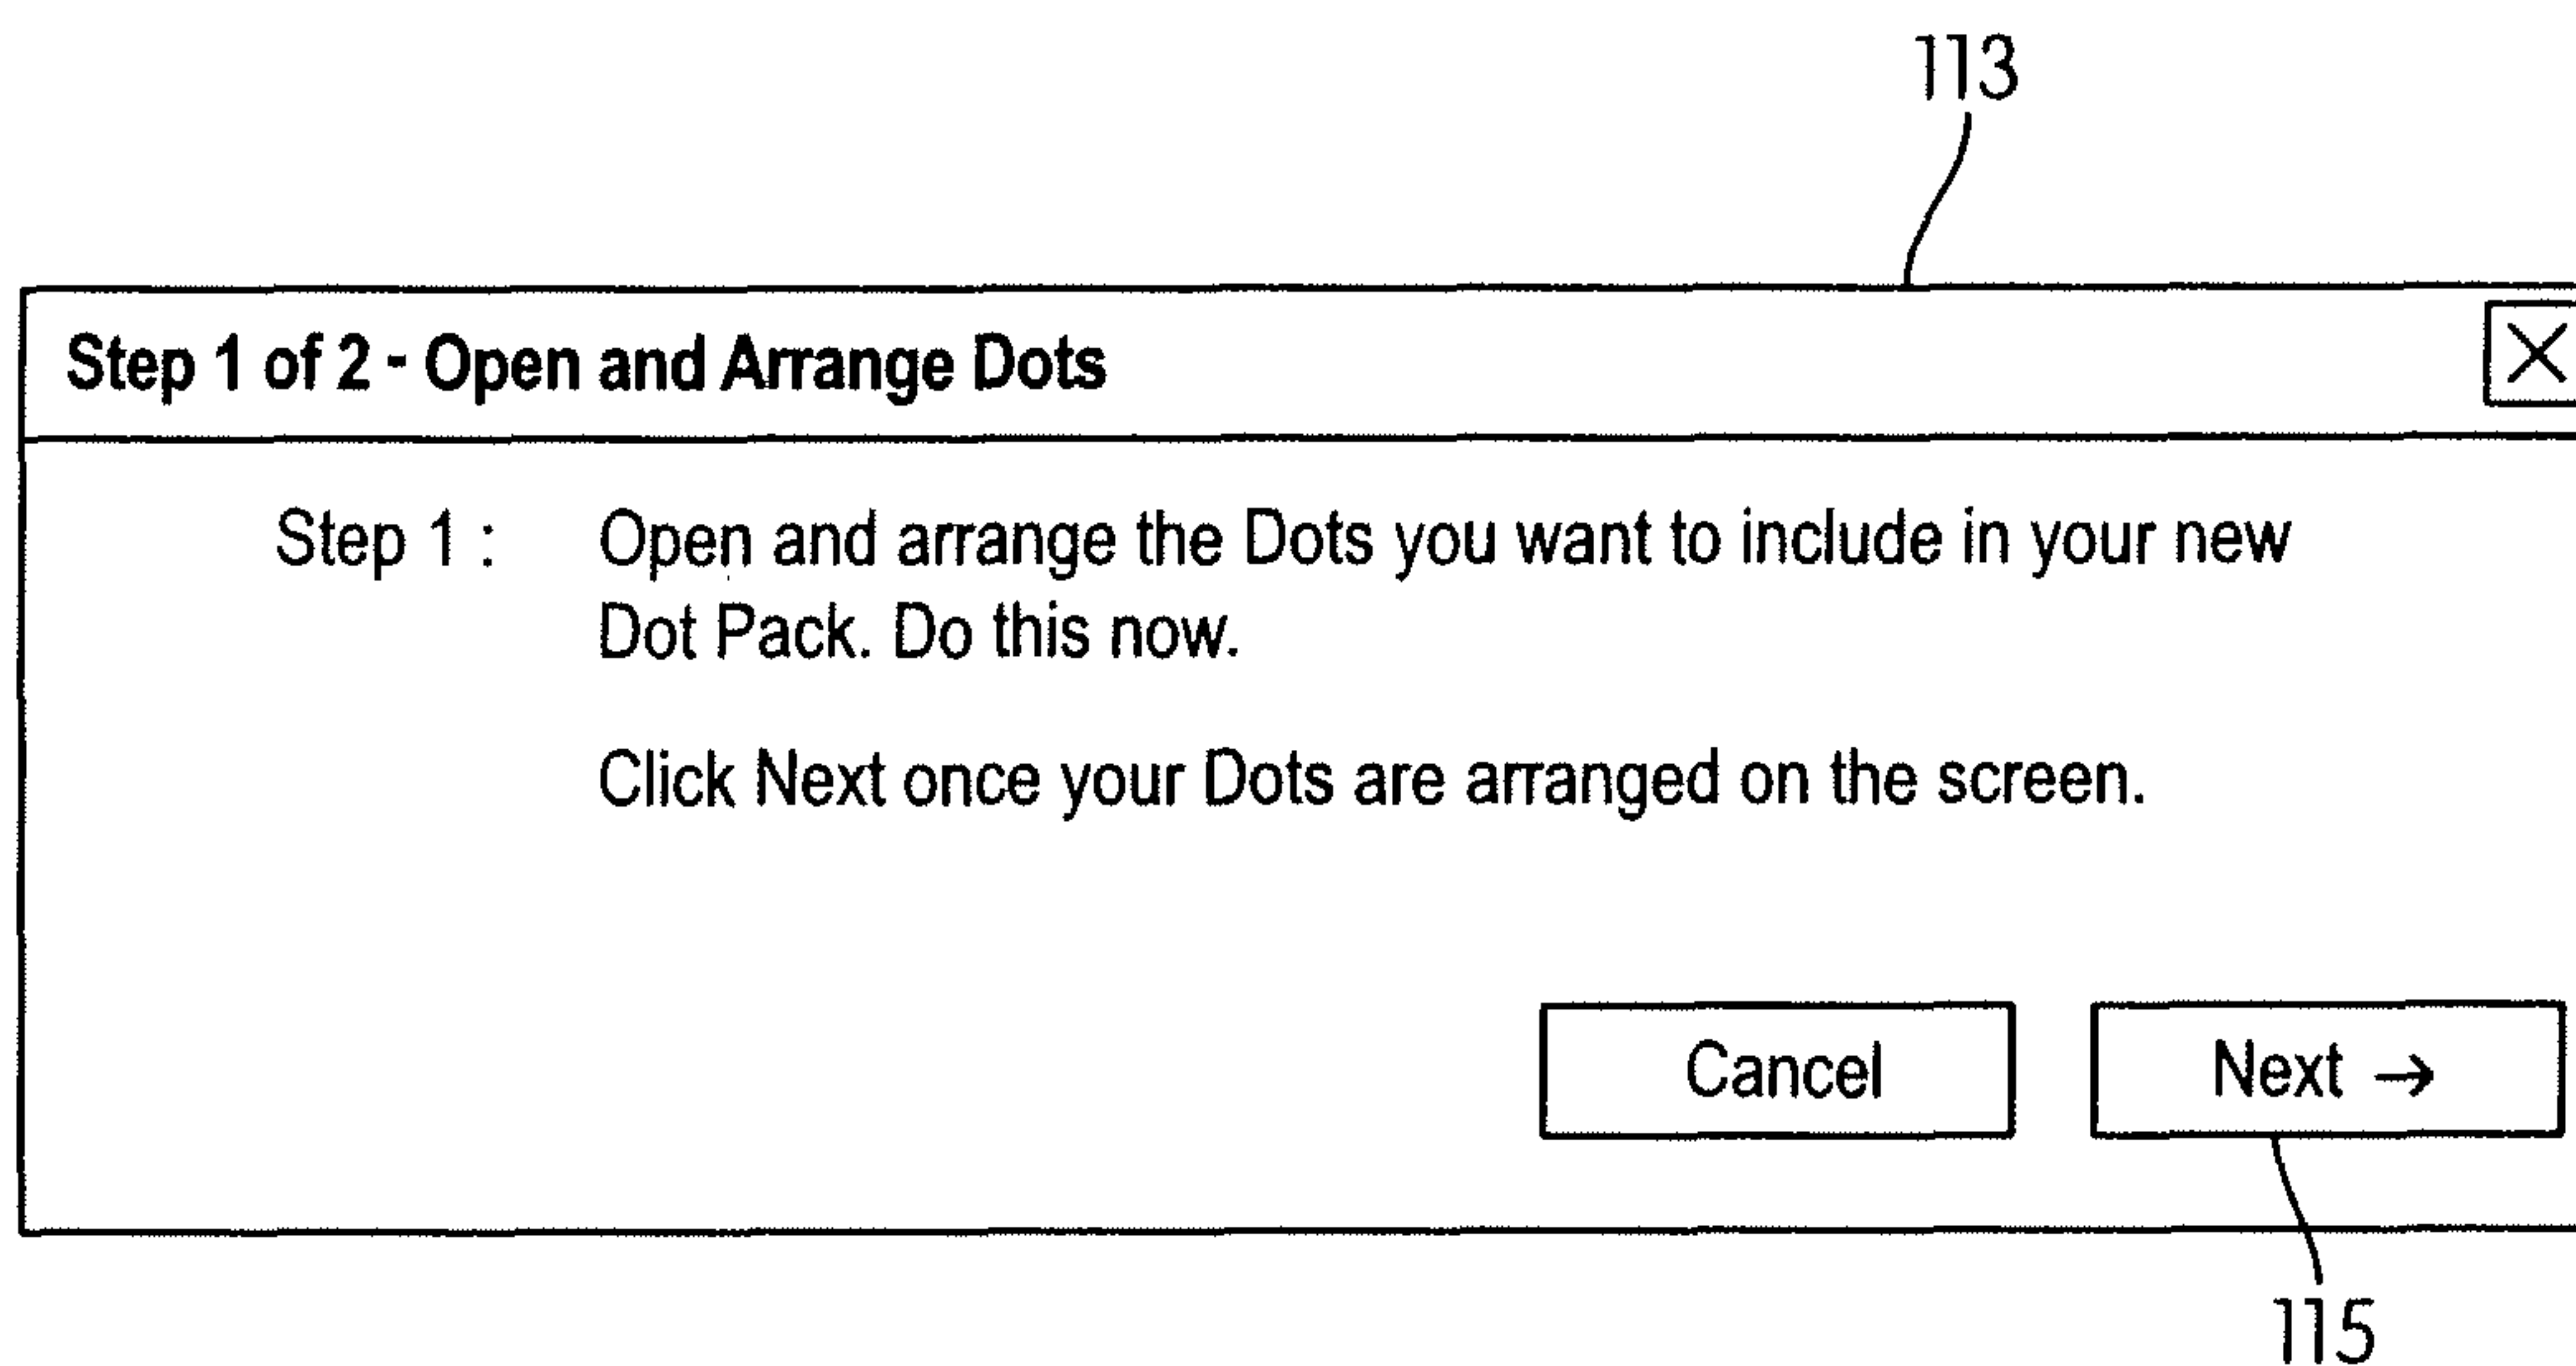 113
Step 1 of 2 - Open and Arrange Dots
Step 1 : Open and arrange the Dots you want to include in your new
Dot Pack. Do this now.
Click Next once your Dots are arranged on the screen.
Cancel
Next →
115